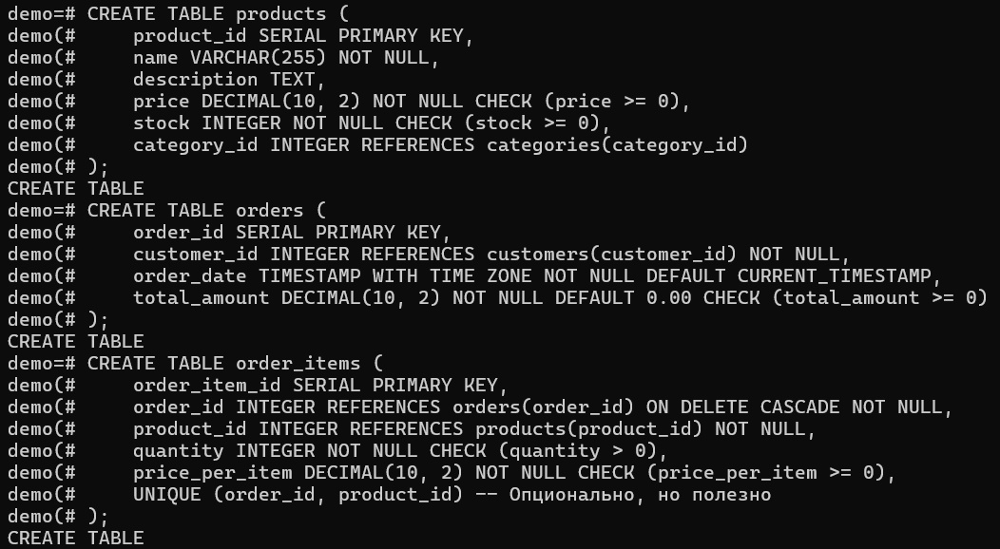 demo=# CREATE TABLE products (
demo(#     product_id SERIAL PRIMARY KEY,
demo(#     name VARCHAR(255) NOT NULL,
demo(#     description TEXT,
demo(#     price DECIMAL(10, 2) NOT NULL CHECK (price >= 0),
demo(#     stock INTEGER NOT NULL CHECK (stock >= 0),
demo(#     category_id INTEGER REFERENCES categories(category_id)
demo(# );
CREATE TABLE
demo=# CREATE TABLE orders (
demo(#     order_id SERIAL PRIMARY KEY,
demo(#     customer_id INTEGER REFERENCES customers(customer_id) NOT NULL,
demo(#     order_date TIMESTAMP WITH TIME ZONE NOT NULL DEFAULT CURRENT_TIMESTAMP,
demo(#     total_amount DECIMAL(10, 2) NOT NULL DEFAULT 0.00 CHECK (total_amount >= 0)
demo(# );
CREATE TABLE
demo=# CREATE TABLE order_items (
demo(#     order_item_id SERIAL PRIMARY KEY,
demo(#     order_id INTEGER REFERENCES orders(order_id) ON DELETE CASCADE NOT NULL,
demo(#     product_id INTEGER REFERENCES products(product_id) NOT NULL,
demo(#     quantity INTEGER NOT NULL CHECK (quantity > 0),
demo(#     price_per_item DECIMAL(10, 2) NOT NULL CHECK (price_per_item >= 0),
demo(#     UNIQUE (order_id, product_id) -- Опционально, но полезно
demo(# );
CREATE TABLE